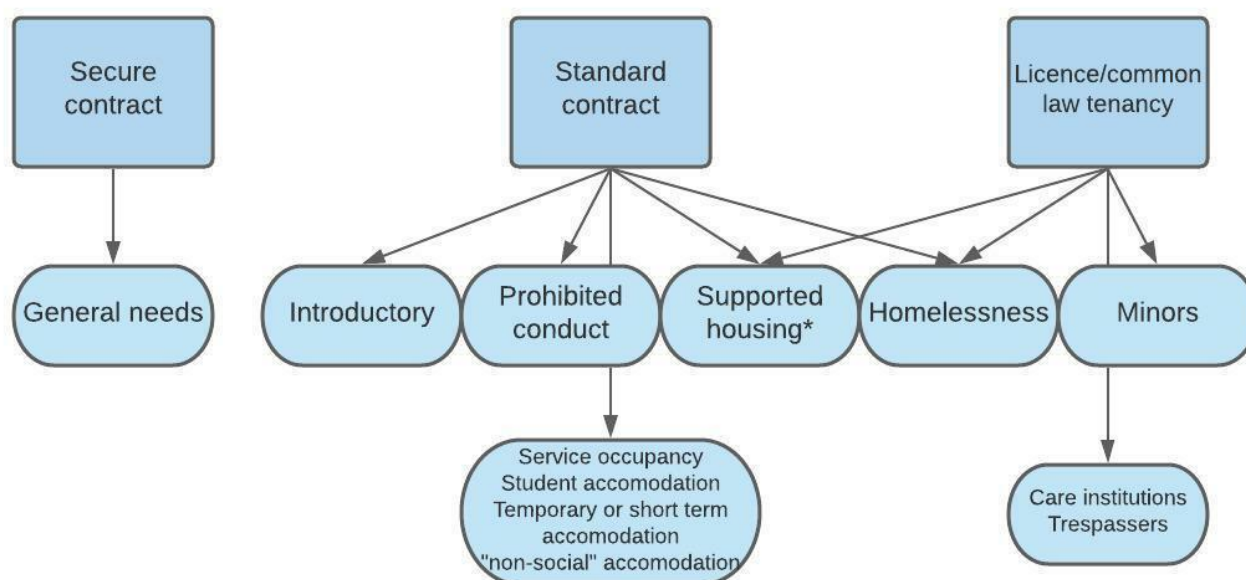 Secure
contract
Standard
contract
Licence/common
law tenancy
General needs
Introductory
Prohibited
conduct
Supported
housing*
Homelessness
Minors
Service occupancy
Student accomodation
Temporary or short term
accomodation
"non-social" accomodation
Care institutions
Trespassers